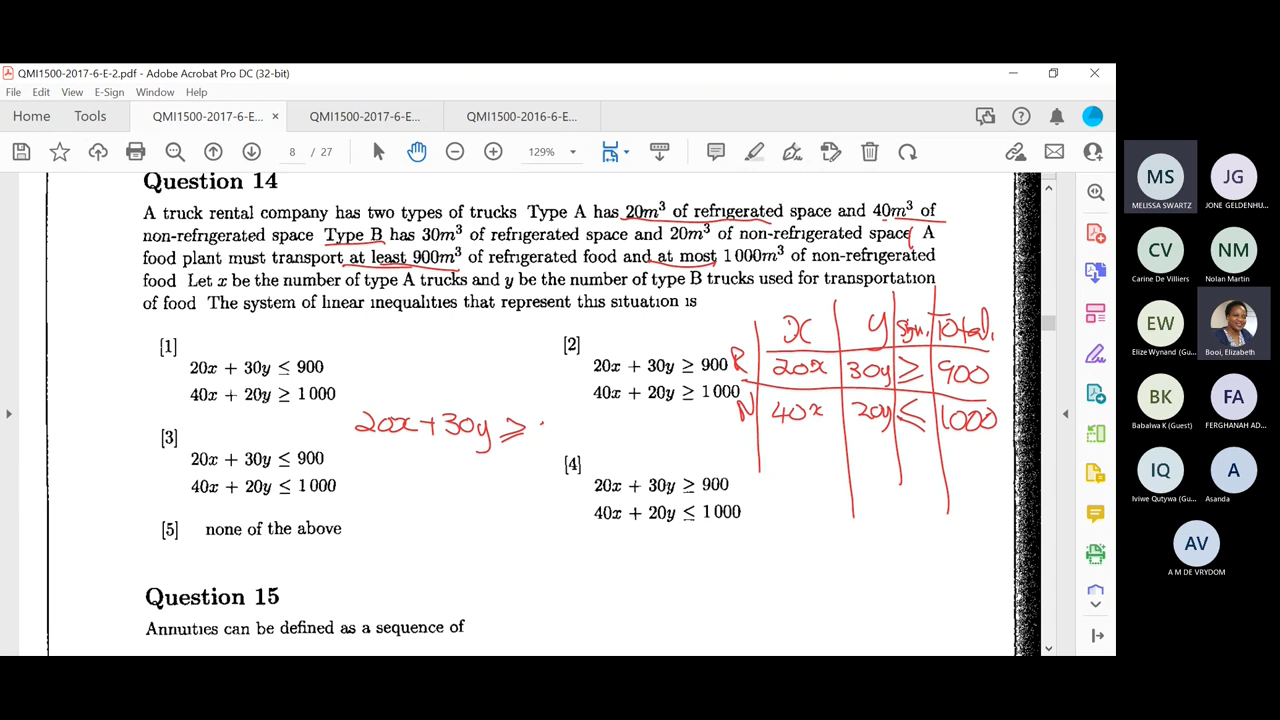 QMI1500-2017-6-E-2.pdf - Adobe Acrobat Pro DC (32-bit)
File Edit View E-Sign Window Help
Home Tools QMI1500-2017-6-E... × QMI1500-2017-6-E... QMI1500-2016-6-E...
8 / 27 129%
Question 14
A truck rental company has two types of trucks Type A has 20m³ of refrigerated space and 40m³ of
non-refrigerated space Type B has 30m³ of refrigerated space and 20m³ of non-refrigerated space A
food plant must transport at least 900m³ of refrigerated food and at most 1 000m³ of non-refrigerated
food Let x be the number of type A trucks and y be the number of type B trucks used for transportation
of food The system of linear inequalities that represent this situation is
[1]
20x + 30y ≤ 900
40x + 20y ≥ 1 000
[2]
20x + 30y ≥ 900
40x + 20y ≥ 1 000
x y sign. Total.
R 20x 30y ≥ 900
N 40x 20y ≤ 1000
20x + 30y ≥
[3]
20x + 30y ≤ 900
40x + 20y ≤ 1 000
[4]
20x + 30y ≥ 900
40x + 20y ≤ 1 000
[5] none of the above
Question 15
Annuities can be defined as a sequence of
MS
MELISSA SWARTZ
JG
JONE GELDENHU...
CV
Carine De Villiers
NM
Nolan Martin
EW
Elize Wynand (Gu...
Booi, Elizabeth
BK
Babalwa K (Guest)
FA
FERGHANAH AD...
IQ
Iviwe Qutywa (Gu...
A
Asanda
AV
A M DE VRYDOM